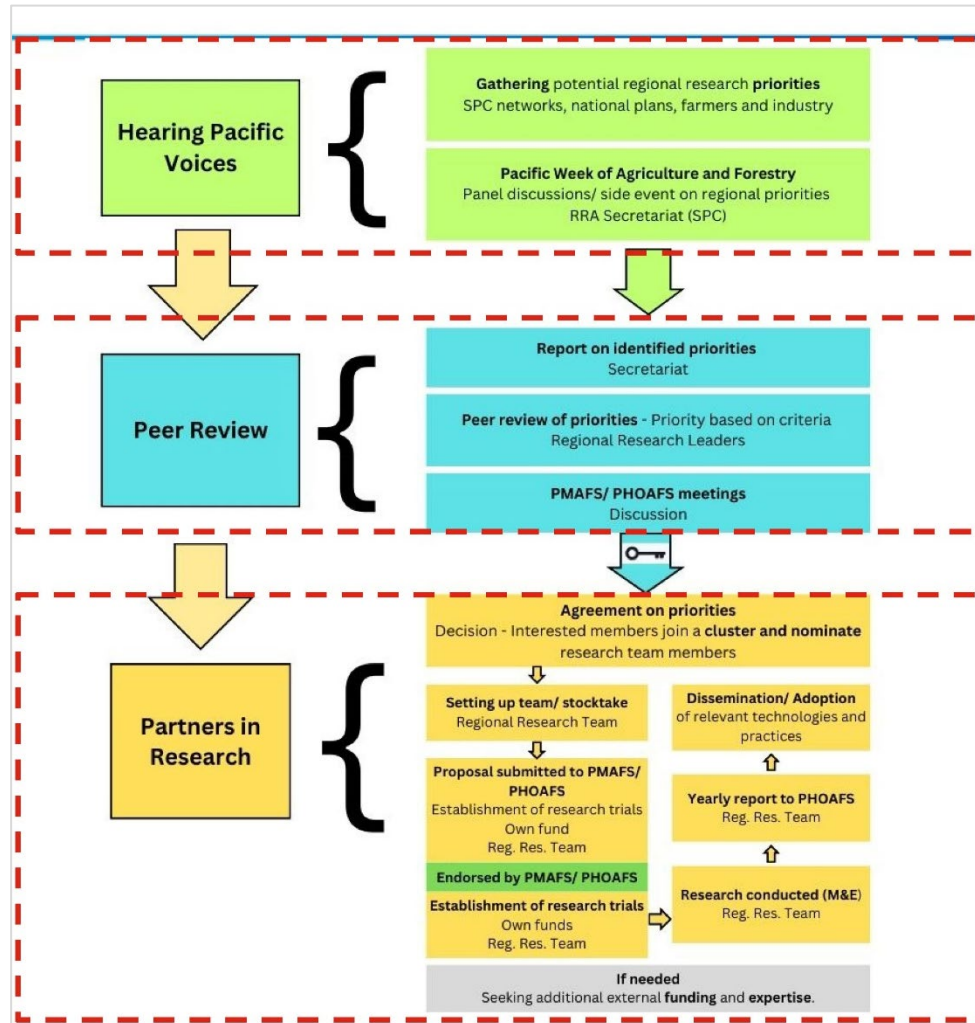 Hearing Pacific
Voices
Gathering potential regional research priorities
SPC networks, national plans, farmers and industry
Pacific Week of Agriculture and Forestry
Panel discussions/ side event on regional priorities
RRA Secretariat (SPC)
Peer Review
Report on identified priorities
Secretariat
Peer review of priorities - Priority based on criteria
Regional Research Leaders
PMAFS/ PHOAFS meetings
Discussion
Partners in
Research
Agreement on priorities
Decision - Interested members join a cluster and nominate
research team members
Setting up team/ stocktake
Regional Research Team
Proposal submitted to PMAFS/
PHOAFS
Establishment of research trials
Own fund
Reg. Res. Team
Endorsed by PMAFS/ PHOAFS
Establishment of research trials
Own funds
Reg. Res. Team
Research conducted (M&E)
Reg. Res. Team
Yearly report to PHOAFS
Reg. Res. Team
Dissemination/ Adoption
of relevant technologies and
practices
If needed
Seeking additional external funding and expertise.